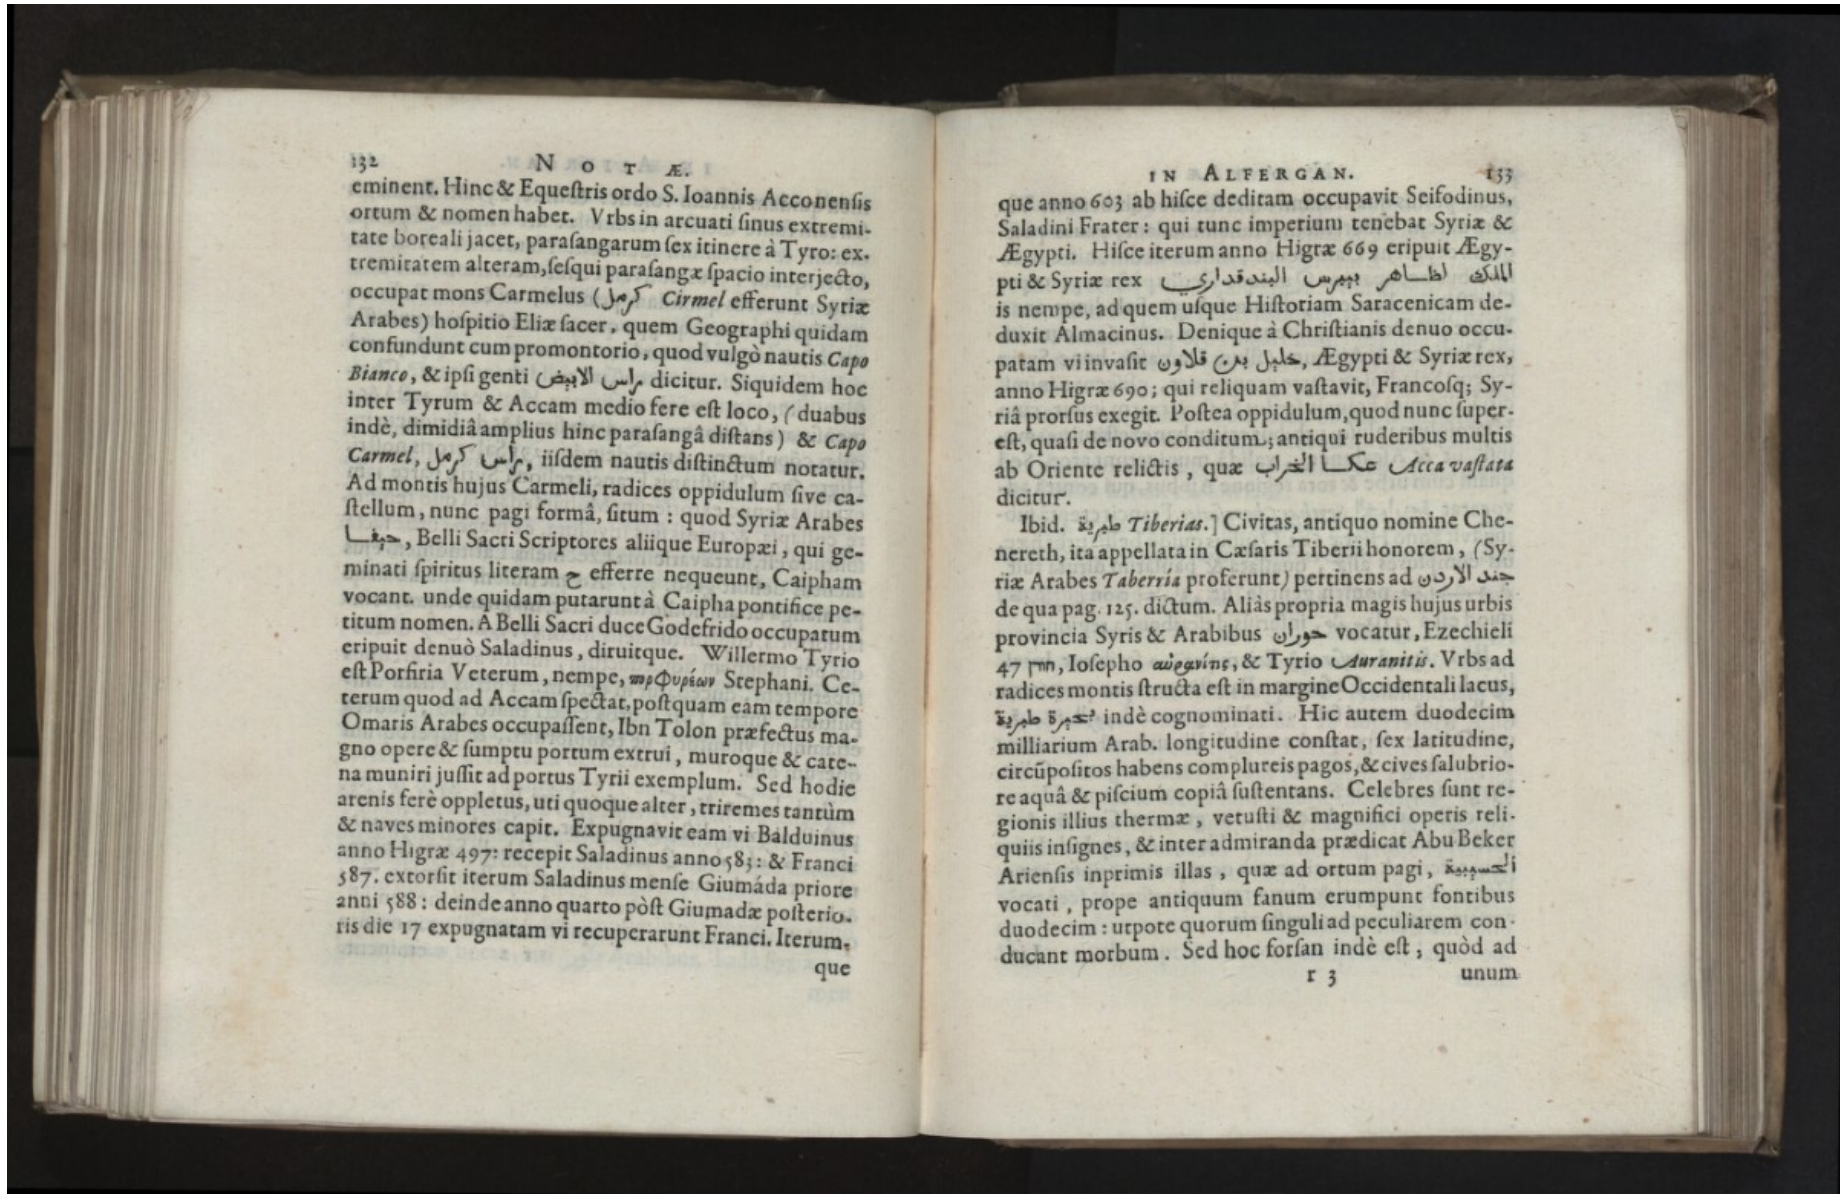 132 NOTÆ.
eminent. Hinc & Equeſtris ordo S. Ioannis Acconenſis
ortum & nomen habet. Vrbs in arcuati ſinus extremi-
tate boreali jacet, paraſangarum ſex itinere à Tyro: ex-
tremitatem alteram, ſeſqui paraſangæ ſpacio interjecto,
occupat mons Carmelus (كرمل Cirmel efferunt Syriæ
Arabes) hoſpitio Eliæ ſacer, quem Geographi quidam
confundunt cum promontorio, quod vulgò nautis Capo
Bianco, & ipſi genti راس الابيض dicitur. Siquidem hoc
inter Tyrum & Accam medio fere eſt loco, (duabus
indè, dimidiâ amplius hinc paraſangâ diſtans) & Capo
Carmel, راس كرمل, iiſdem nautis diſtinctum notatur.
Ad montis hujus Carmeli, radices oppidulum ſive ca-
ſtellum, nunc pagi formâ, ſitum : quod Syriæ Arabes
حيفا, Belli Sacri Scriptores aliique Europæi, qui ge-
minati ſpiritus literam ح efferre nequeunt, Caipham
vocant. unde quidam putarunt à Caipha pontifice pe-
titum nomen. A Belli Sacri duce Godefrido occupatum
eripuit denuò Saladinus, diruitque. Willermo Tyrio
eſt Porfiria Veterum, nempe, πορφυρέων Stephani. Ce-
terum quod ad Accam ſpectat, poſtquam eam tempore
Omaris Arabes occupaſſent, Ibn Tolon præfectus ma-
gno opere & ſumptu portum extrui, muroque & cate-
na muniri juſſit ad portus Tyrii exemplum. Sed hodie
arenis ferè oppletus, uti quoque alter, triremes tantùm
& naves minores capit. Expugnavit eam vi Balduinus
anno Higræ 497: recepit Saladinus anno 583: & Franci
587. extorſit iterum Saladinus menſe Giumáda priore
anni 588: deinde anno quarto pòſt Giumadæ poſterio-
ris die 17 expugnatam vi recuperarunt Franci. Iterum-
que
IN ALFERGAN. 133
que anno 603 ab hiſce deditam occupavit Seifodinus,
Saladini Frater: qui tunc imperium tenebat Syriæ &
Ægypti. Hiſce iterum anno Higræ 669 eripuit Ægy-
pti & Syriæ rex الملك لظاهر بيبرس البندقداري
is nempe, ad quem uſque Hiſtoriam Saracenicam de-
duxit Almacinus. Denique à Chriſtianis denuo occu-
patam vi invaſit خليل بن قلاون, Ægypti & Syriæ rex,
anno Higræ 690; qui reliquam vaſtavit, Francoſq; Sy-
riâ prorſus exegit. Poſtea oppidulum, quod nunc ſuper-
eſt, quaſi de novo conditum; antiqui ruderibus multis
ab Oriente relictis, quæ عكا الخراب Acca vaſtata
dicitur.
Ibid. طبرية Tiberias.] Civitas, antiquo nomine Che-
nereth, ita appellata in Cæſaris Tiberii honorem, (Sy-
riæ Arabes Taberría proferunt) pertinens ad جند الاردن
de qua pag. 125. dictum. Aliàs propria magis hujus urbis
provincia Syris & Arabibus حوران vocatur, Ezechieli
47 חורן, Ioſepho αὐρανίτης, & Tyrio Auranitis. Vrbs ad
radices montis ſtructa eſt in margine Occidentali lacus,
بحيرة طبرية indè cognominati. Hic autem duodecim
milliarium Arab. longitudine conſtat, ſex latitudine,
circũpoſitos habens complureis pagos, & cives ſalubrio-
re aquâ & piſcium copiâ ſuſtentans. Celebres ſunt re-
gionis illius thermæ, vetuſti & magnifici operis reli-
quiis inſignes, & inter admiranda prædicat Abu Beker
Arienſis inprimis illas, quæ ad ortum pagi, الحسينية
vocati, prope antiquum fanum erumpunt fontibus
duodecim: utpote quorum ſinguli ad peculiarem con-
ducant morbum. Sed hoc forſan indè eſt, quòd ad
r 3 unum